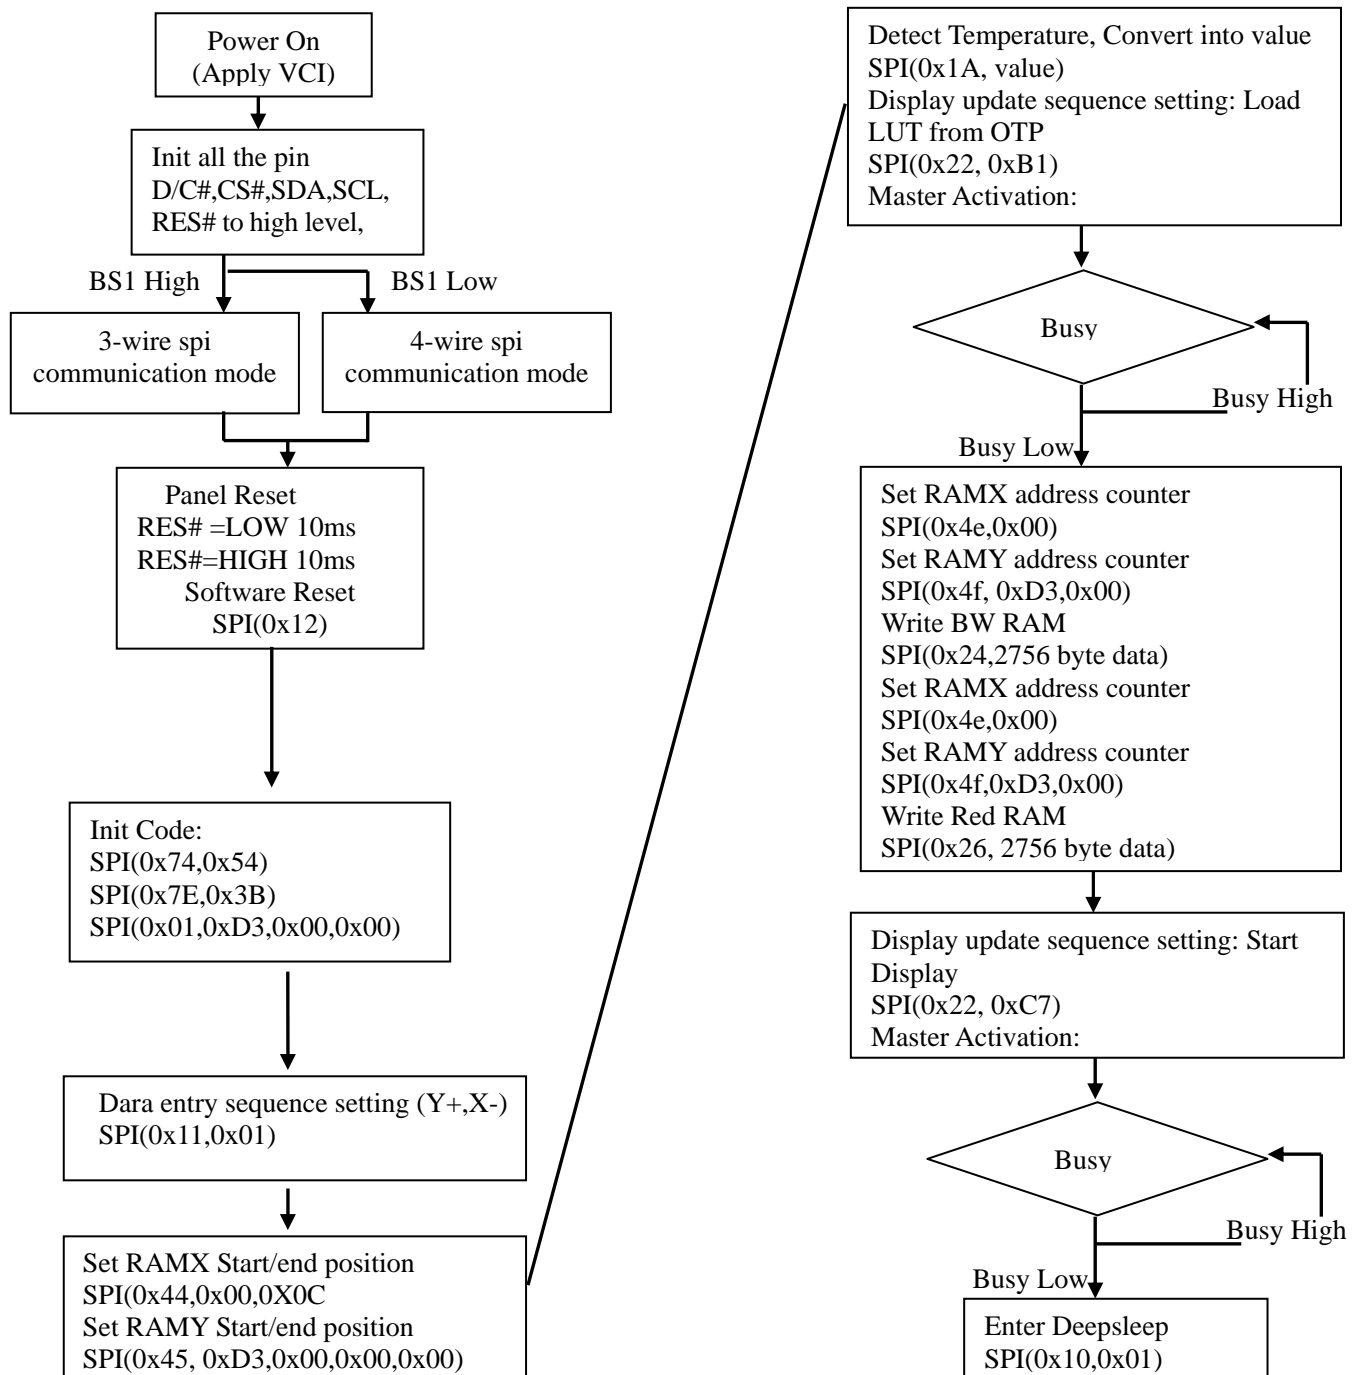 Power On
(Apply VCI)
Init all the pin
D/C#,CS#,SDA,SCL,
RES# to high level,
BS1 High
BS1 Low
3-wire spi
communication mode
4-wire spi
communication mode
Panel Reset
RES# =LOW 10ms
RES#=HIGH 10ms
Software Reset
SPI(0x12)
Init Code:
SPI(0x74,0x54)
SPI(0x7E,0x3B)
SPI(0x01,0xD3,0x00,0x00)
Dara entry sequence setting (Y+,X-)
SPI(0x11,0x01)
Set RAMX Start/end position
SPI(0x44,0x00,0X0C
Set RAMY Start/end position
SPI(0x45, 0xD3,0x00,0x00,0x00)
Detect Temperature, Convert into value
SPI(0x1A, value)
Display update sequence setting: Load
LUT from OTP
SPI(0x22, 0xB1)
Master Activation:
Busy
Busy High
Busy Low
Set RAMX address counter
SPI(0x4e,0x00)
Set RAMY address counter
SPI(0x4f, 0xD3,0x00)
Write BW RAM
SPI(0x24,2756 byte data)
Set RAMX address counter
SPI(0x4e,0x00)
Set RAMY address counter
SPI(0x4f,0xD3,0x00)
Write Red RAM
SPI(0x26, 2756 byte data)
Display update sequence setting: Start
Display
SPI(0x22, 0xC7)
Master Activation:
Busy
Busy High
Busy Low
Enter Deepsleep
SPI(0x10,0x01)